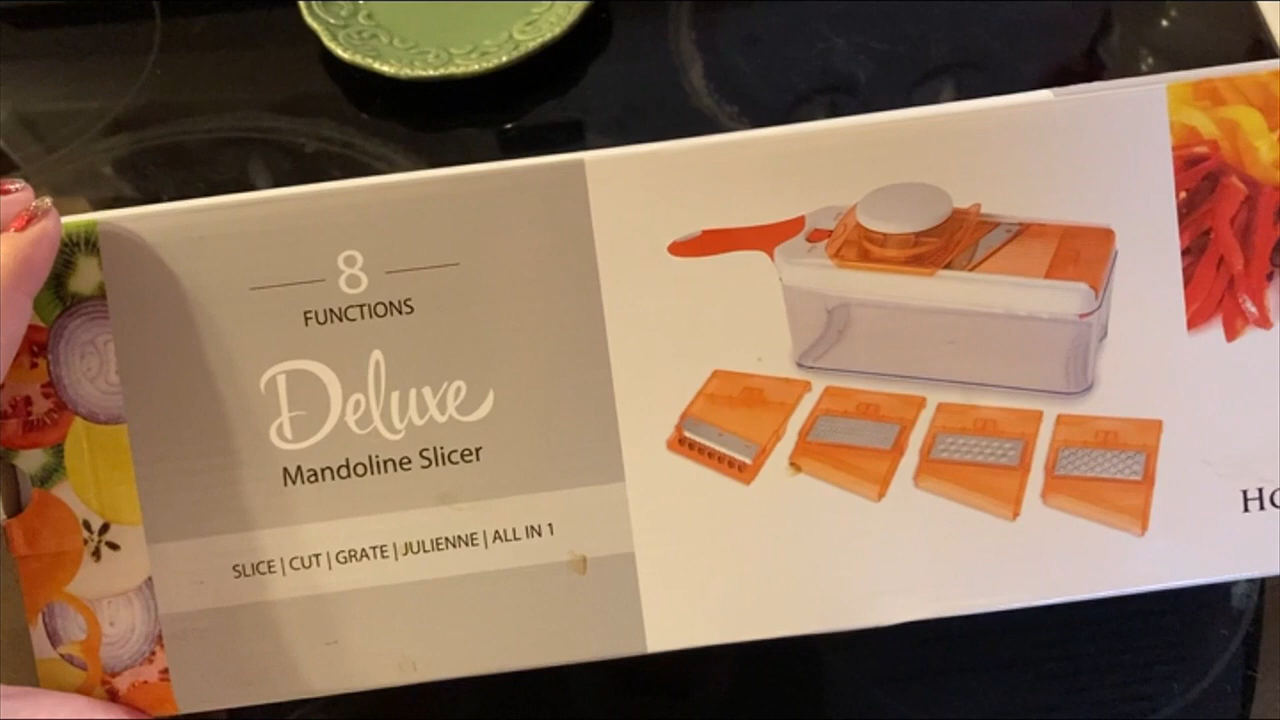 8
FUNCTIONS
Deluxe
Mandoline Slicer
SLICE | CUT | GRATE | JULIENNE | ALL IN 1